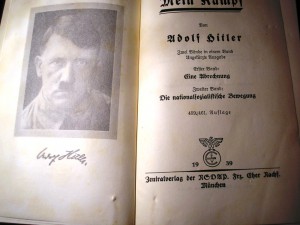 Mein Kampf
Von
Adolf Hitler
Zwei Bände in einem Band
Ungekürzte Ausgabe
Erster Band:
Eine Abrechnung
Zweiter Band:
Die nationalsozialistische Bewegung
Auflage
19 39
Zentralverlag der NSDAP. Frz. Eher Nachf.
München